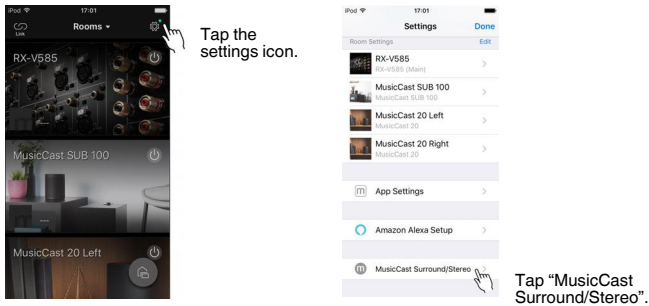 iPod 17:01
Link
Rooms
RX-V585
MusicCast SUB 100
MusicCast 20 Left
Tap the
settings icon.
iPod 17:01
Settings Done
Room Settings Edit
RX-V585
RX-V585 (Main)
MusicCast SUB 100
MusicCast SUB 100
MusicCast 20 Left
MusicCast 20
MusicCast 20 Right
MusicCast 20
m App Settings
Amazon Alexa Setup
m MusicCast Surround/Stereo
Tap “MusicCast
Surround/Stereo”.